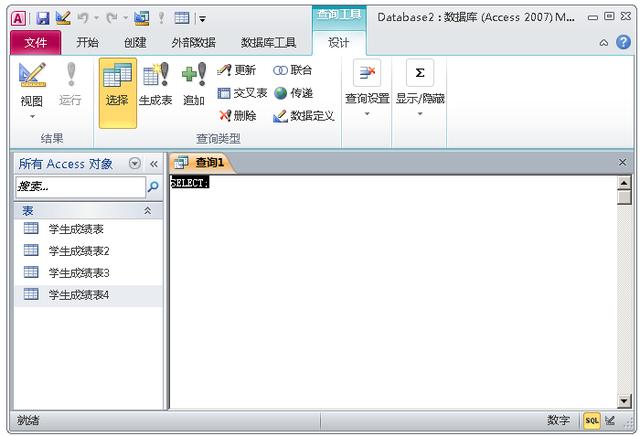 查询工具
Database2 : 数据库 (Access 2007) M...
文件 开始 创建 外部数据 数据库工具 设计
视图 运行 选择 生成表 追加 更新 联合 交叉表 传递 删除 数据定义 查询设置 显示/隐藏
结果 查询类型
所有 Access 对象 查询1
搜索...
SELECT;
表
学生成绩表
学生成绩表2
学生成绩表3
学生成绩表4
就绪 数字 SQL